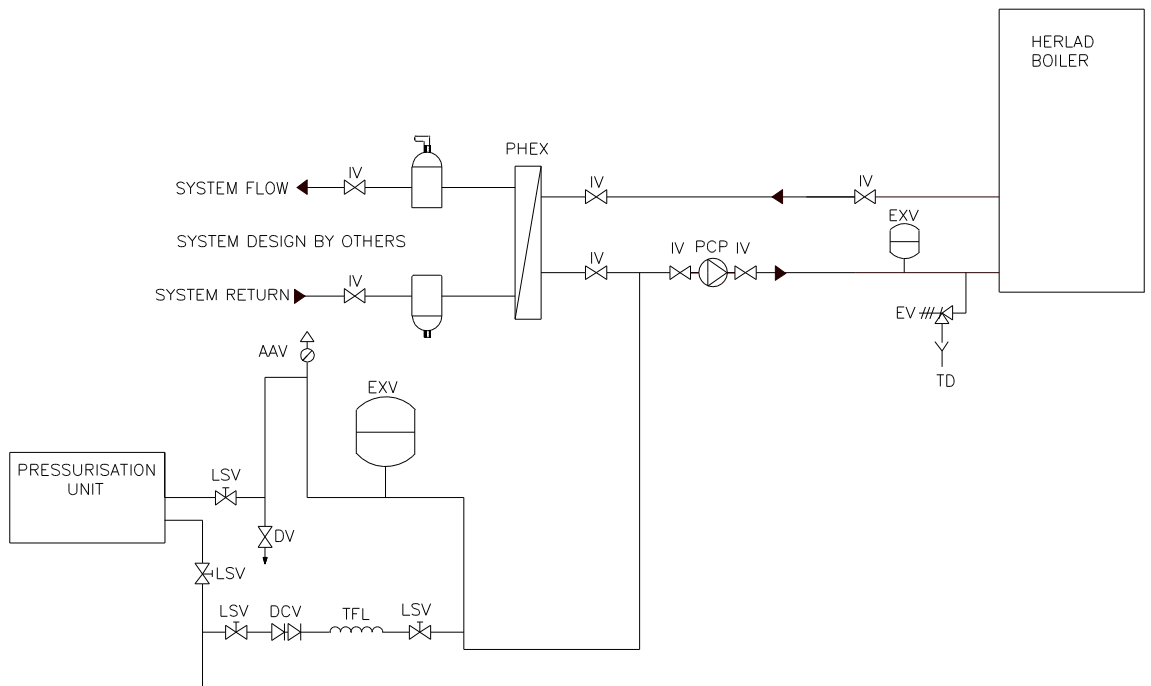 HERLAD
BOILER
PHEX
IV
SYSTEM FLOW
IV
IV
EXV
SYSTEM DESIGN BY OTHERS
IV
IV
PCP
IV
IV
SYSTEM RETURN
EV
AAV
TD
EXV
PRESSURISATION
UNIT
LSV
DV
LSV
LSV
DCV
TFL
LSV